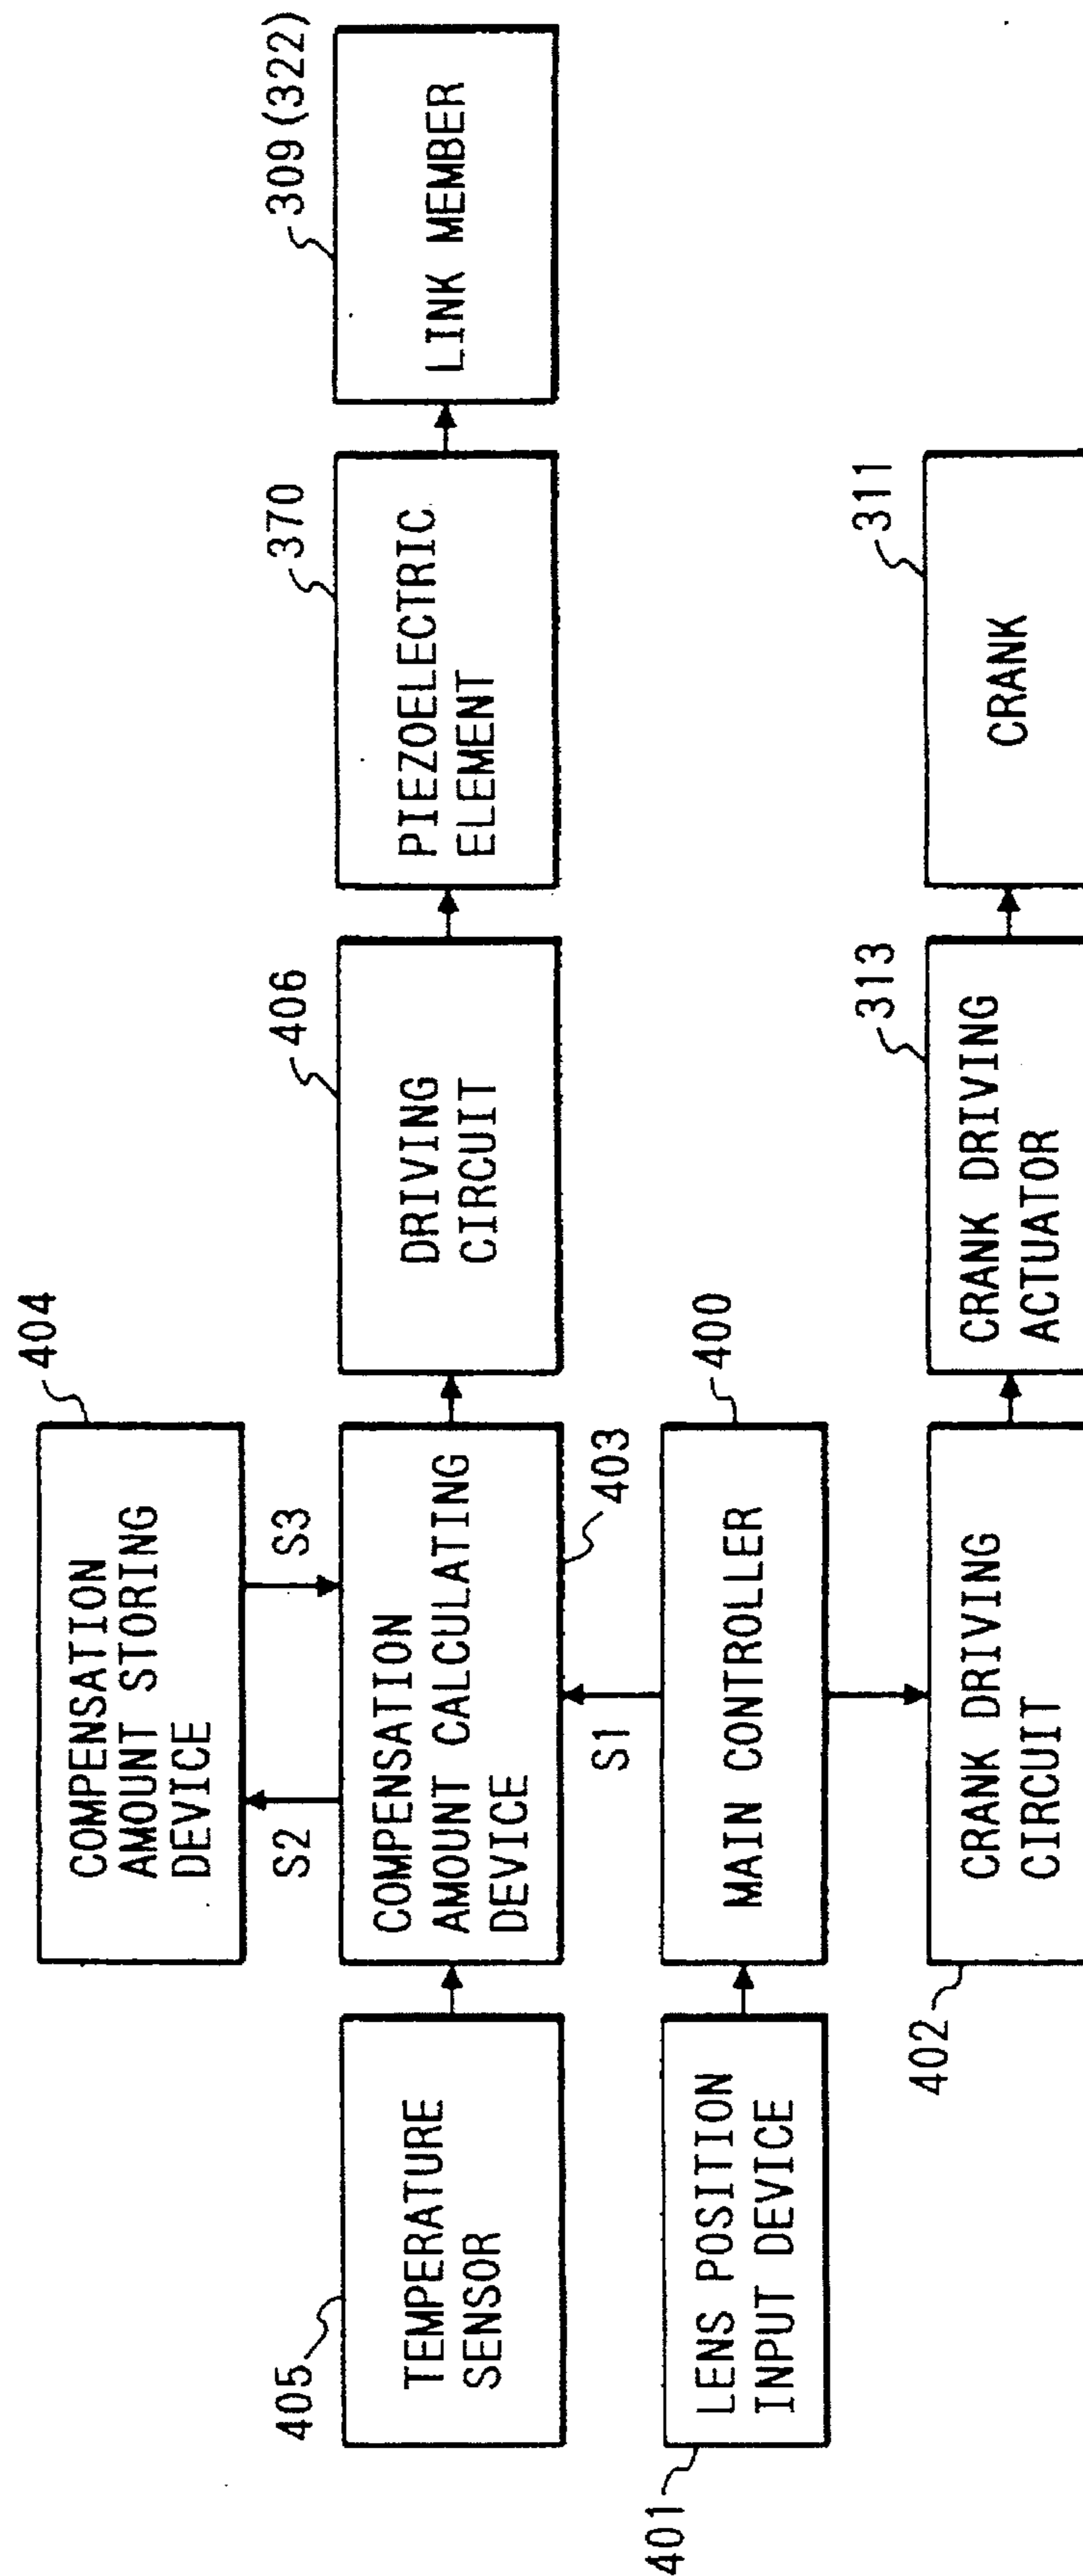 404
COMPENSATION
AMOUNT STORING
DEVICE
S2
S3
405
TEMPERATURE
SENSOR
COMPENSATION
AMOUNT CALCULATING
DEVICE
403
406
DRIVING
CIRCUIT
370
PIEZOELECTRIC
ELEMENT
309(322)
LINK MEMBER
S1
401
LENS POSITION
INPUT DEVICE
MAIN CONTROLLER
400
402
CRANK DRIVING
CIRCUIT
313
CRANK DRIVING
ACTUATOR
311
CRANK